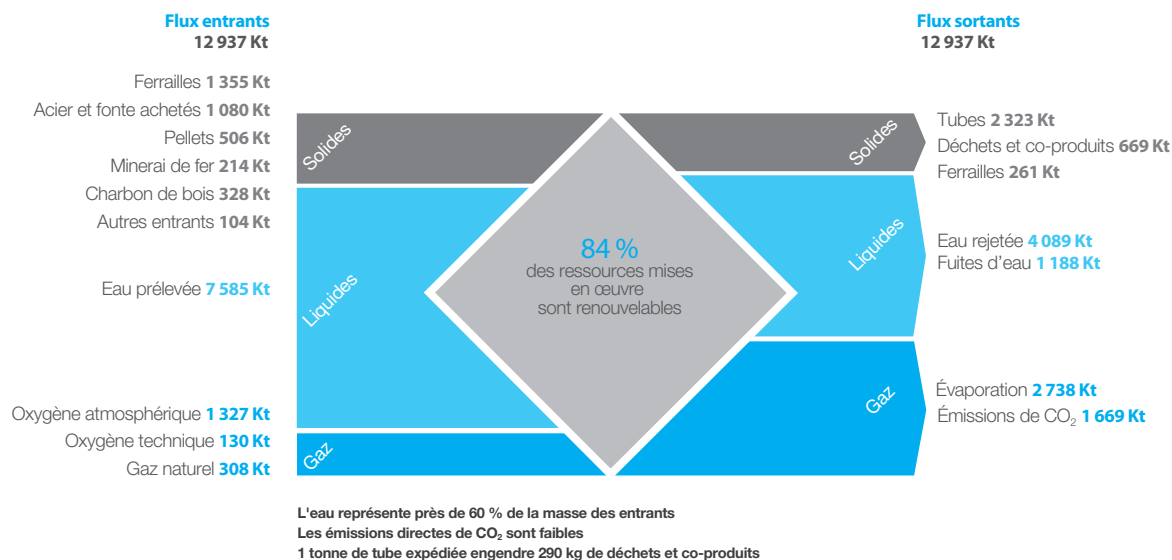 Flux entrants
12 937 Kt
Ferrailles 1 355 Kt
Acier et fonte achetés 1 080 Kt
Pellets 506 Kt
Minerai de fer 214 Kt
Charbon de bois 328 Kt
Autres entrants 104 Kt
Eau prélevée 7 585 Kt
Oxygène atmosphérique 1 327 Kt
Oxygène technique 130 Kt
Gaz naturel 308 Kt
Solides
Liquides
Gaz
84 %
des ressources mises
en œuvre
sont renouvelables
Flux sortants
12 937 Kt
Solides
Liquides
Gaz
Tubes 2 323 Kt
Déchets et co-produits 669 Kt
Ferrailles 261 Kt
Eau rejetée 4 089 Kt
Fuites d’eau 1 188 Kt
Évaporation 2 738 Kt
Émissions de CO₂ 1 669 Kt
L'eau représente près de 60 % de la masse des entrants
Les émissions directes de CO₂ sont faibles
1 tonne de tube expédiée engendre 290 kg de déchets et co-produits